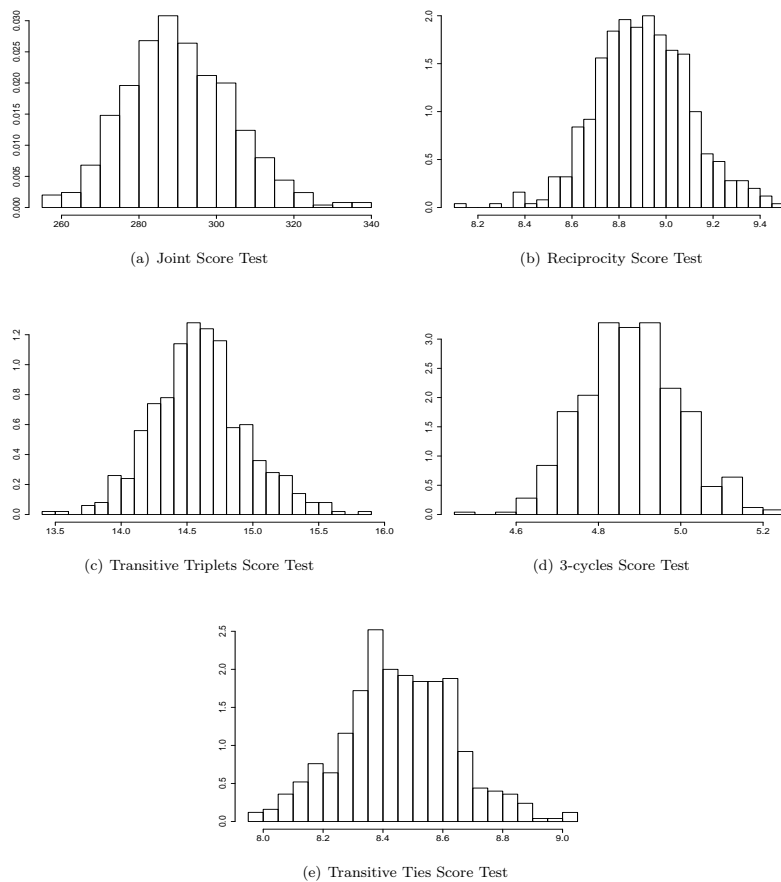 0.000 0.005 0.010 0.015 0.020 0.025 0.030
260 280 300 320 340
(a) Joint Score Test
0.0 0.5 1.0 1.5 2.0
8.2 8.4 8.6 8.8 9.0 9.2 9.4
(b) Reciprocity Score Test
0.0 0.2 0.4 0.6 0.8 1.0 1.2
13.5 14.0 14.5 15.0 15.5 16.0
(c) Transitive Triplets Score Test
0.0 0.5 1.0 1.5 2.0 2.5 3.0
4.6 4.8 5.0 5.2
(d) 3-cycles Score Test
0.0 0.5 1.0 1.5 2.0 2.5
8.0 8.2 8.4 8.6 8.8 9.0
(e) Transitive Ties Score Test